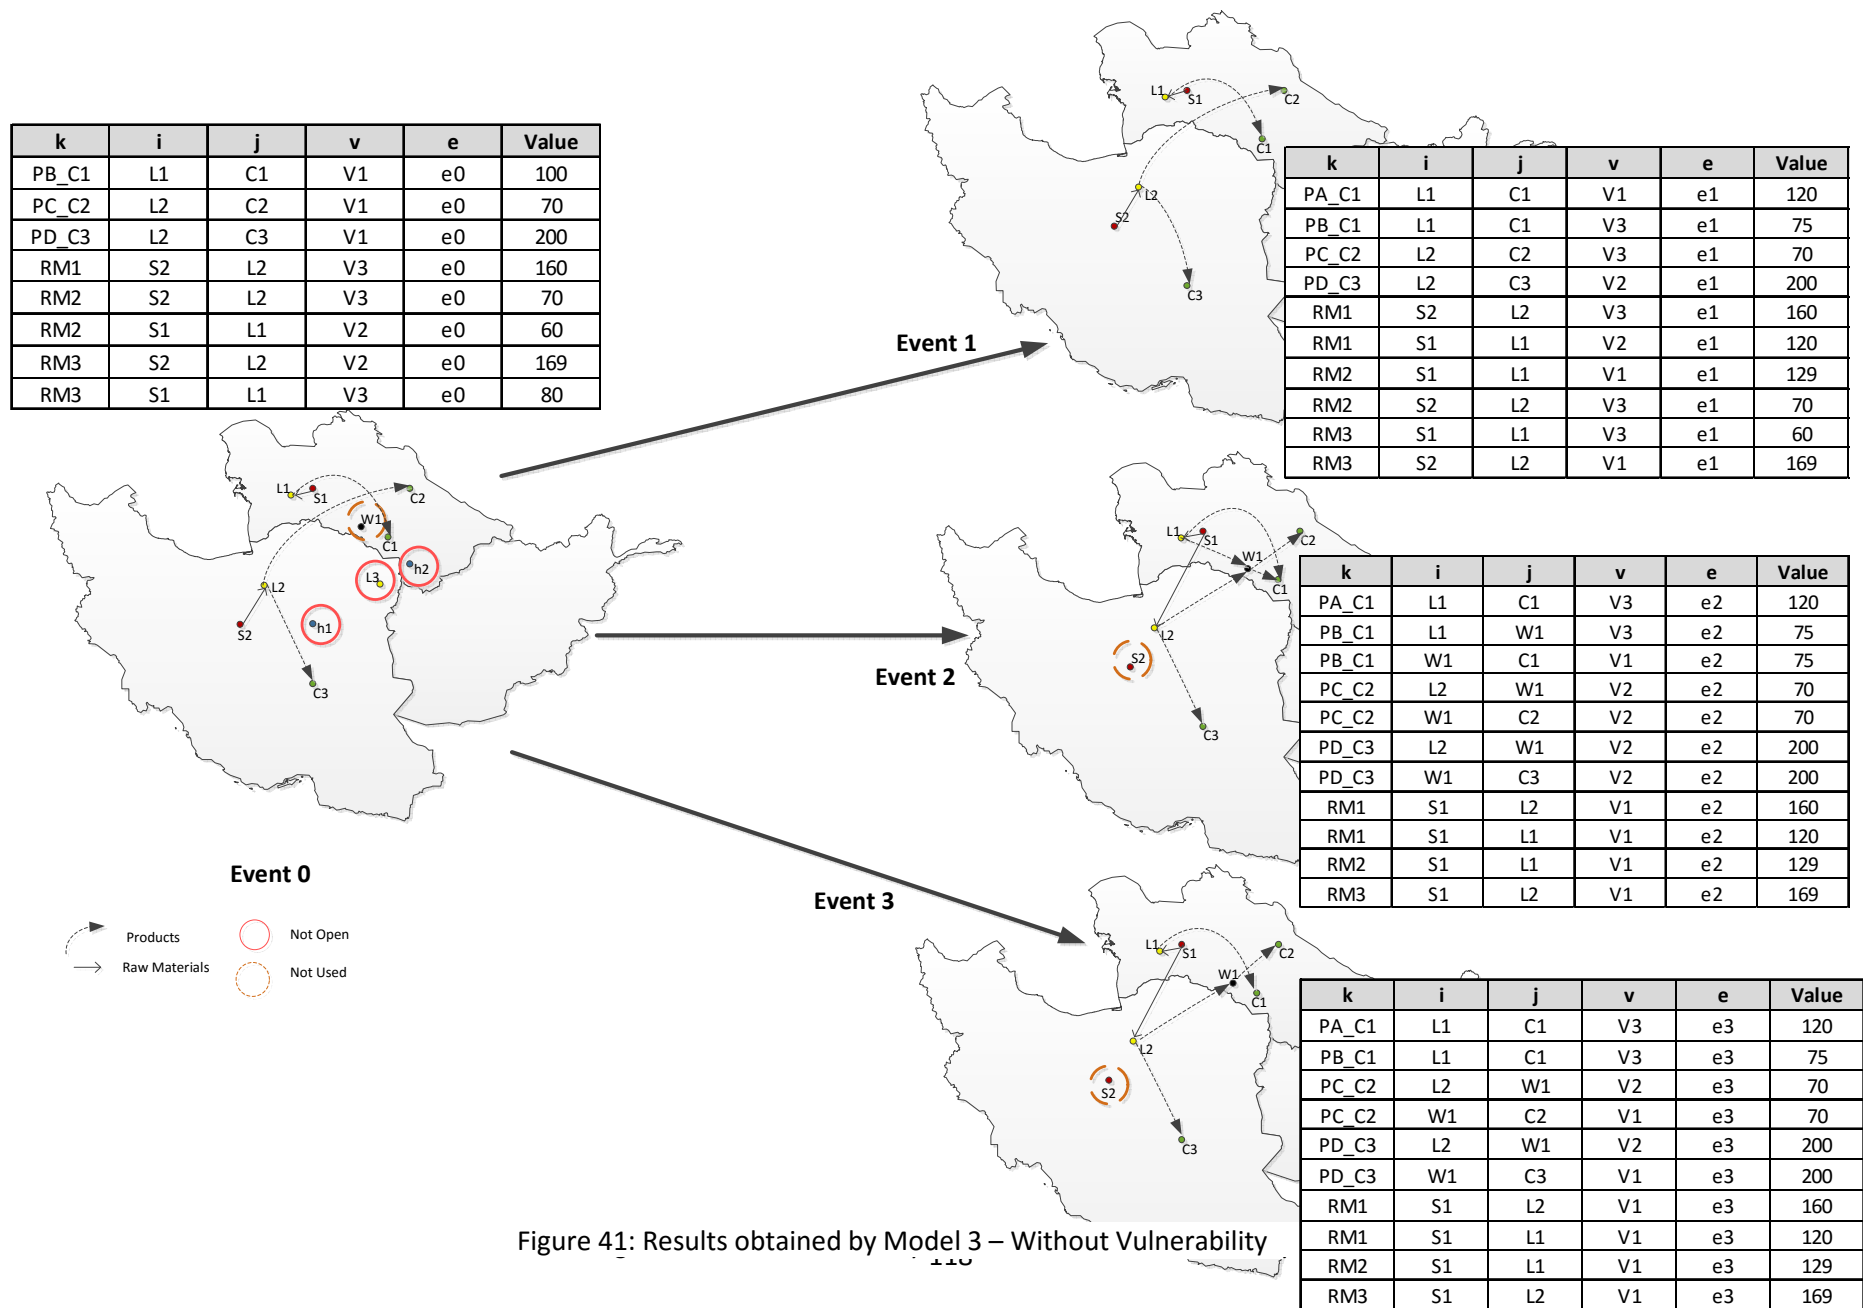 k i j v e Value
PB_C1 L1 C1 V1 e0 100
PC_C2 L2 C2 V1 e0 70
PD_C3 L2 C3 V1 e0 200
RM1 S2 L2 V3 e0 160
RM2 S2 L2 V3 e0 70
RM2 S1 L1 V2 e0 60
RM3 S2 L2 V2 e0 169
RM3 S1 L1 V3 e0 80
L1
S1
C2
W1
C1
L3
h2
L2
S2
h1
C3
Event 0
Products
Not Open
Raw Materials
Not Used
Event 1
L1
S1
C2
C1
L2
S2
C3
k i j v e Value
PA_C1 L1 C1 V1 e1 120
PB_C1 L1 C1 V3 e1 75
PC_C2 L2 C2 V3 e1 70
PD_C3 L2 C3 V2 e1 200
RM1 S2 L2 V3 e1 160
RM1 S1 L1 V2 e1 120
RM2 S1 L1 V1 e1 129
RM2 S2 L2 V3 e1 70
RM3 S1 L1 V3 e1 60
RM3 S2 L2 V1 e1 169
Event 2
L1
S1
C2
W1
C1
L2
S2
C3
k i j v e Value
PA_C1 L1 C1 V3 e2 120
PB_C1 L1 W1 V3 e2 75
PB_C1 W1 C1 V1 e2 75
PC_C2 L2 W1 V2 e2 70
PC_C2 W1 C2 V2 e2 70
PD_C3 L2 W1 V2 e2 200
PD_C3 W1 C3 V2 e2 200
RM1 S1 L2 V1 e2 160
RM1 S1 L1 V1 e2 120
RM2 S1 L1 V1 e2 129
RM3 S1 L2 V1 e2 169
Event 3
L1
S1
C2
W1
C1
L2
S2
C3
k i j v e Value
PA_C1 L1 C1 V3 e3 120
PB_C1 L1 C1 V3 e3 75
PC_C2 L2 W1 V2 e3 70
PC_C2 W1 C2 V1 e3 70
PD_C3 L2 W1 V2 e3 200
PD_C3 W1 C3 V1 e3 200
RM1 S1 L2 V1 e3 160
RM1 S1 L1 V1 e3 120
RM2 S1 L1 V1 e3 129
RM3 S1 L2 V1 e3 169
Figure 41: Results obtained by Model 3 – Without Vulnerability
118